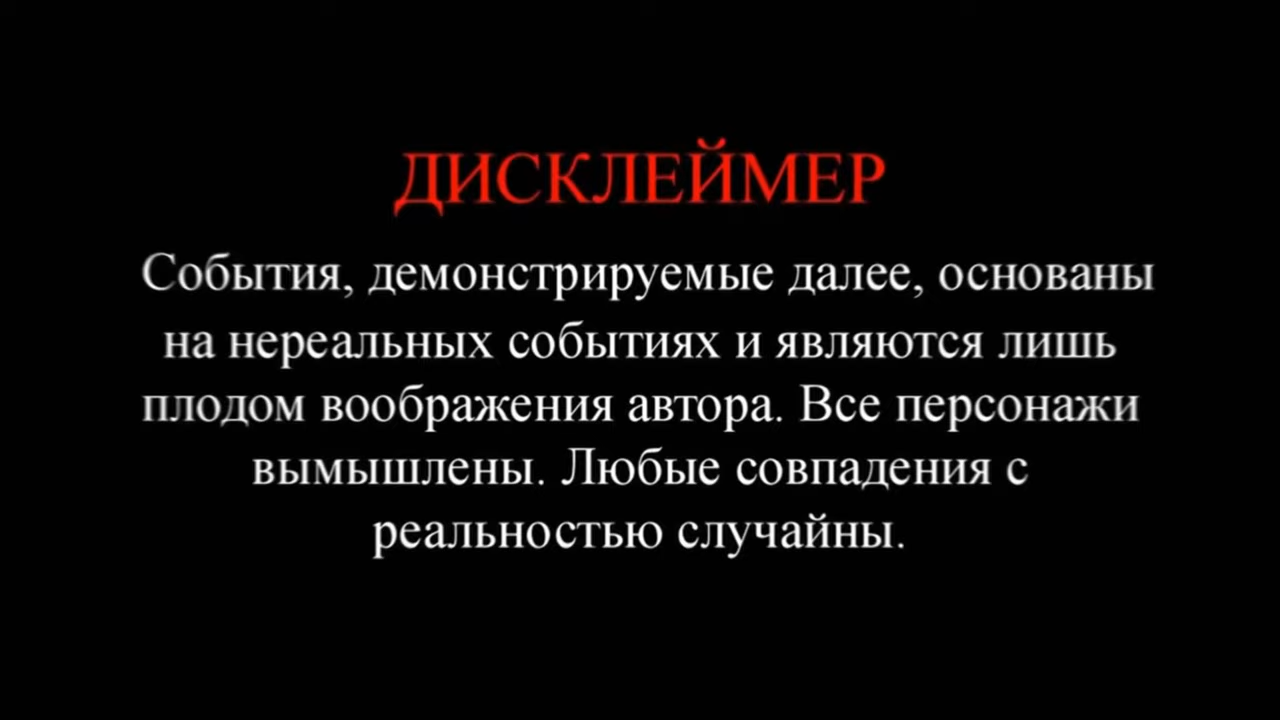 ДИСКЛЕЙМЕР
События, демонстрируемые далее, основаны
на нереальных событиях и являются лишь
плодом воображения автора. Все персонажи
вымышлены. Любые совпадения с
реальностью случайны.